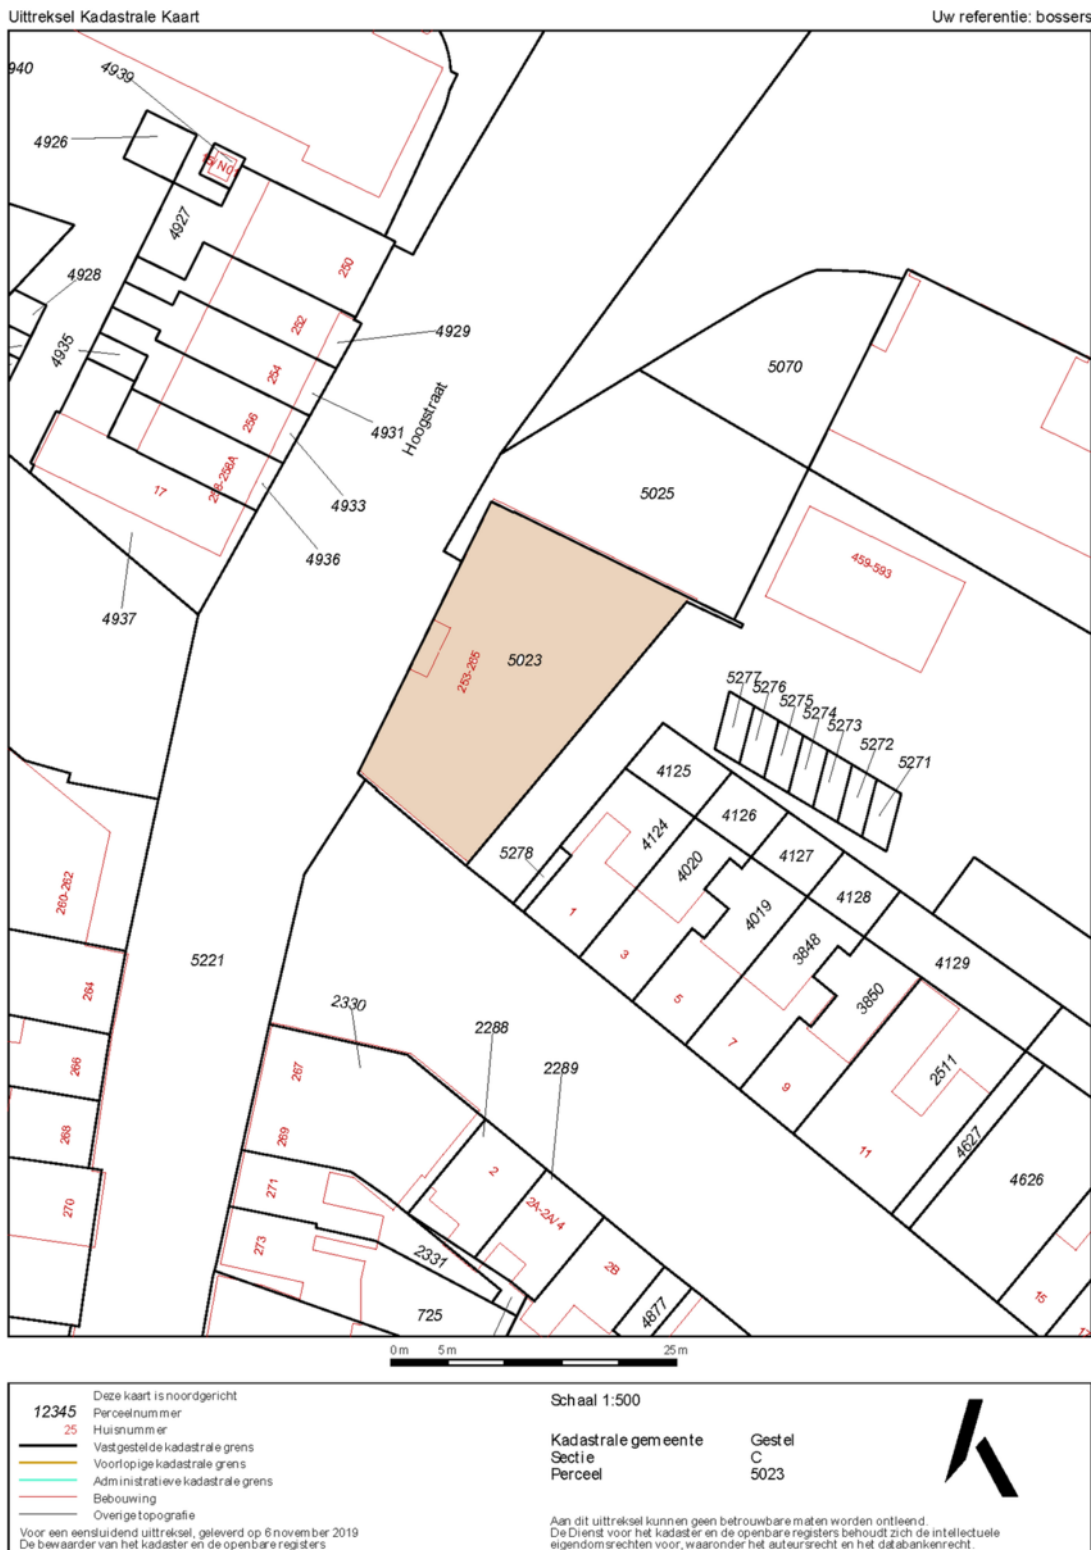 Uittreksel Kadastrale Kaart
Uw referentie: bossers
940
4939
4926
15 N01
4927
250
4928
252
4929
4935
254
4931
Hoogstraat
256
258-258A
17
4933
4936
4937
5070
5025
459-593
5023
253-265
5277
5276
5275
5274
5273
5272
5271
4125
4126
4124
4127
4020
5278
4128
4019
1
3848
4129
3
3850
5
260-262
5221
264
7
2330
2288
2289
9
2511
266
267
268
269
11
4627
4626
2
271
270
2A-2A/4
273
2331
2B
725
4877
15
17
0 m 5 m 25 m
Deze kaart is noordgericht
12345 Perceelnummer
25 Huisnummer
Vastgestelde kadastrale grens
Voorlopige kadastrale grens
Administratieve kadastrale grens
Bebouwing
Overige topografie
Voor een eensluidend uittreksel, geleverd op 6 november 2019
De bewaarder van het kadaster en de openbare registers
Schaal 1:500
Kadastrale gemeente Gestel
Sectie C
Perceel 5023
Aan dit uittreksel kunnen geen betrouwbare maten worden ontleend.
De Dienst voor het kadaster en de openbare registers behoudt zich de intellectuele
eigendomsrechten voor, waaronder het auteursrecht en het databankenrecht.